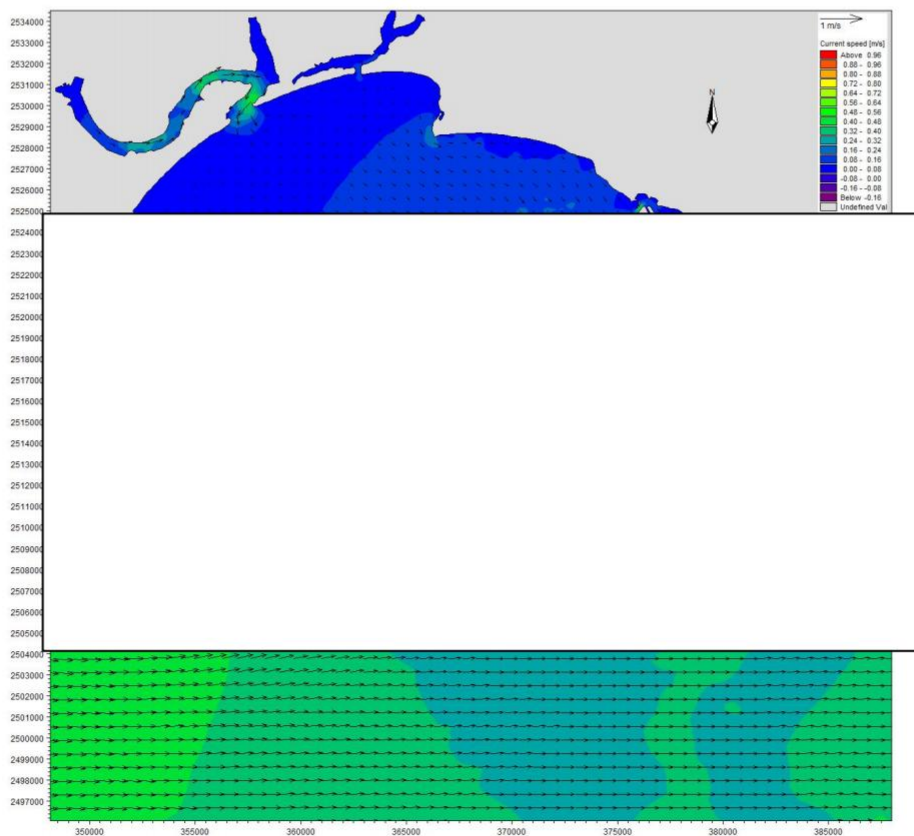 2534000
1 m/s
2533000
Current speed [m/s]
2532000
Above 0.96
0.88 - 0.96
0.80 - 0.88
2531000
0.72 - 0.80
0.64 - 0.72
0.56 - 0.64
2530000
0.48 - 0.56
0.40 - 0.48
N
2529000
0.32 - 0.40
0.24 - 0.32
2528000
0.16 - 0.24
0.08 - 0.16
2527000
0.00 - 0.08
-0.08 - 0.00
2526000
-0.16 - -0.08
Below -0.16
Undefined Val
2525000
2524000
2523000
2522000
2521000
2520000
2519000
2518000
2517000
2516000
2515000
2514000
2513000
2512000
2511000
2510000
2509000
2508000
2507000
2506000
2505000
2504000
2503000
2502000
2501000
2500000
2499000
2498000
2497000
350000 355000 360000 365000 370000 375000 380000 385000